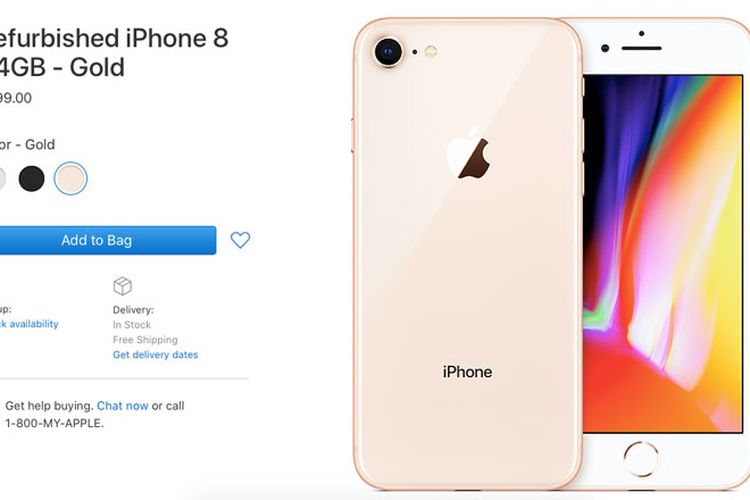 efurbished iPhone 8
4GB - Gold
99.00
or - Gold
Add to Bag
up:
ck availability
Delivery:
In Stock
Free Shipping
Get delivery dates
Get help buying. Chat now or call
1-800-MY-APPLE.
iPhone